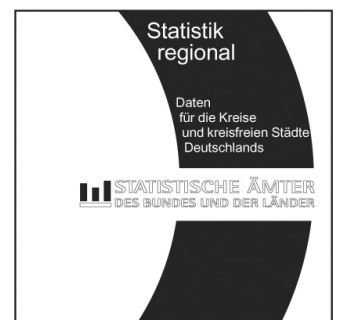 Statistik
regional
Daten
für die Kreise
und kreisfreien Städte
Deutschlands
STATISTISCHE ÄMTER
DES BUNDES UND DER LÄNDER